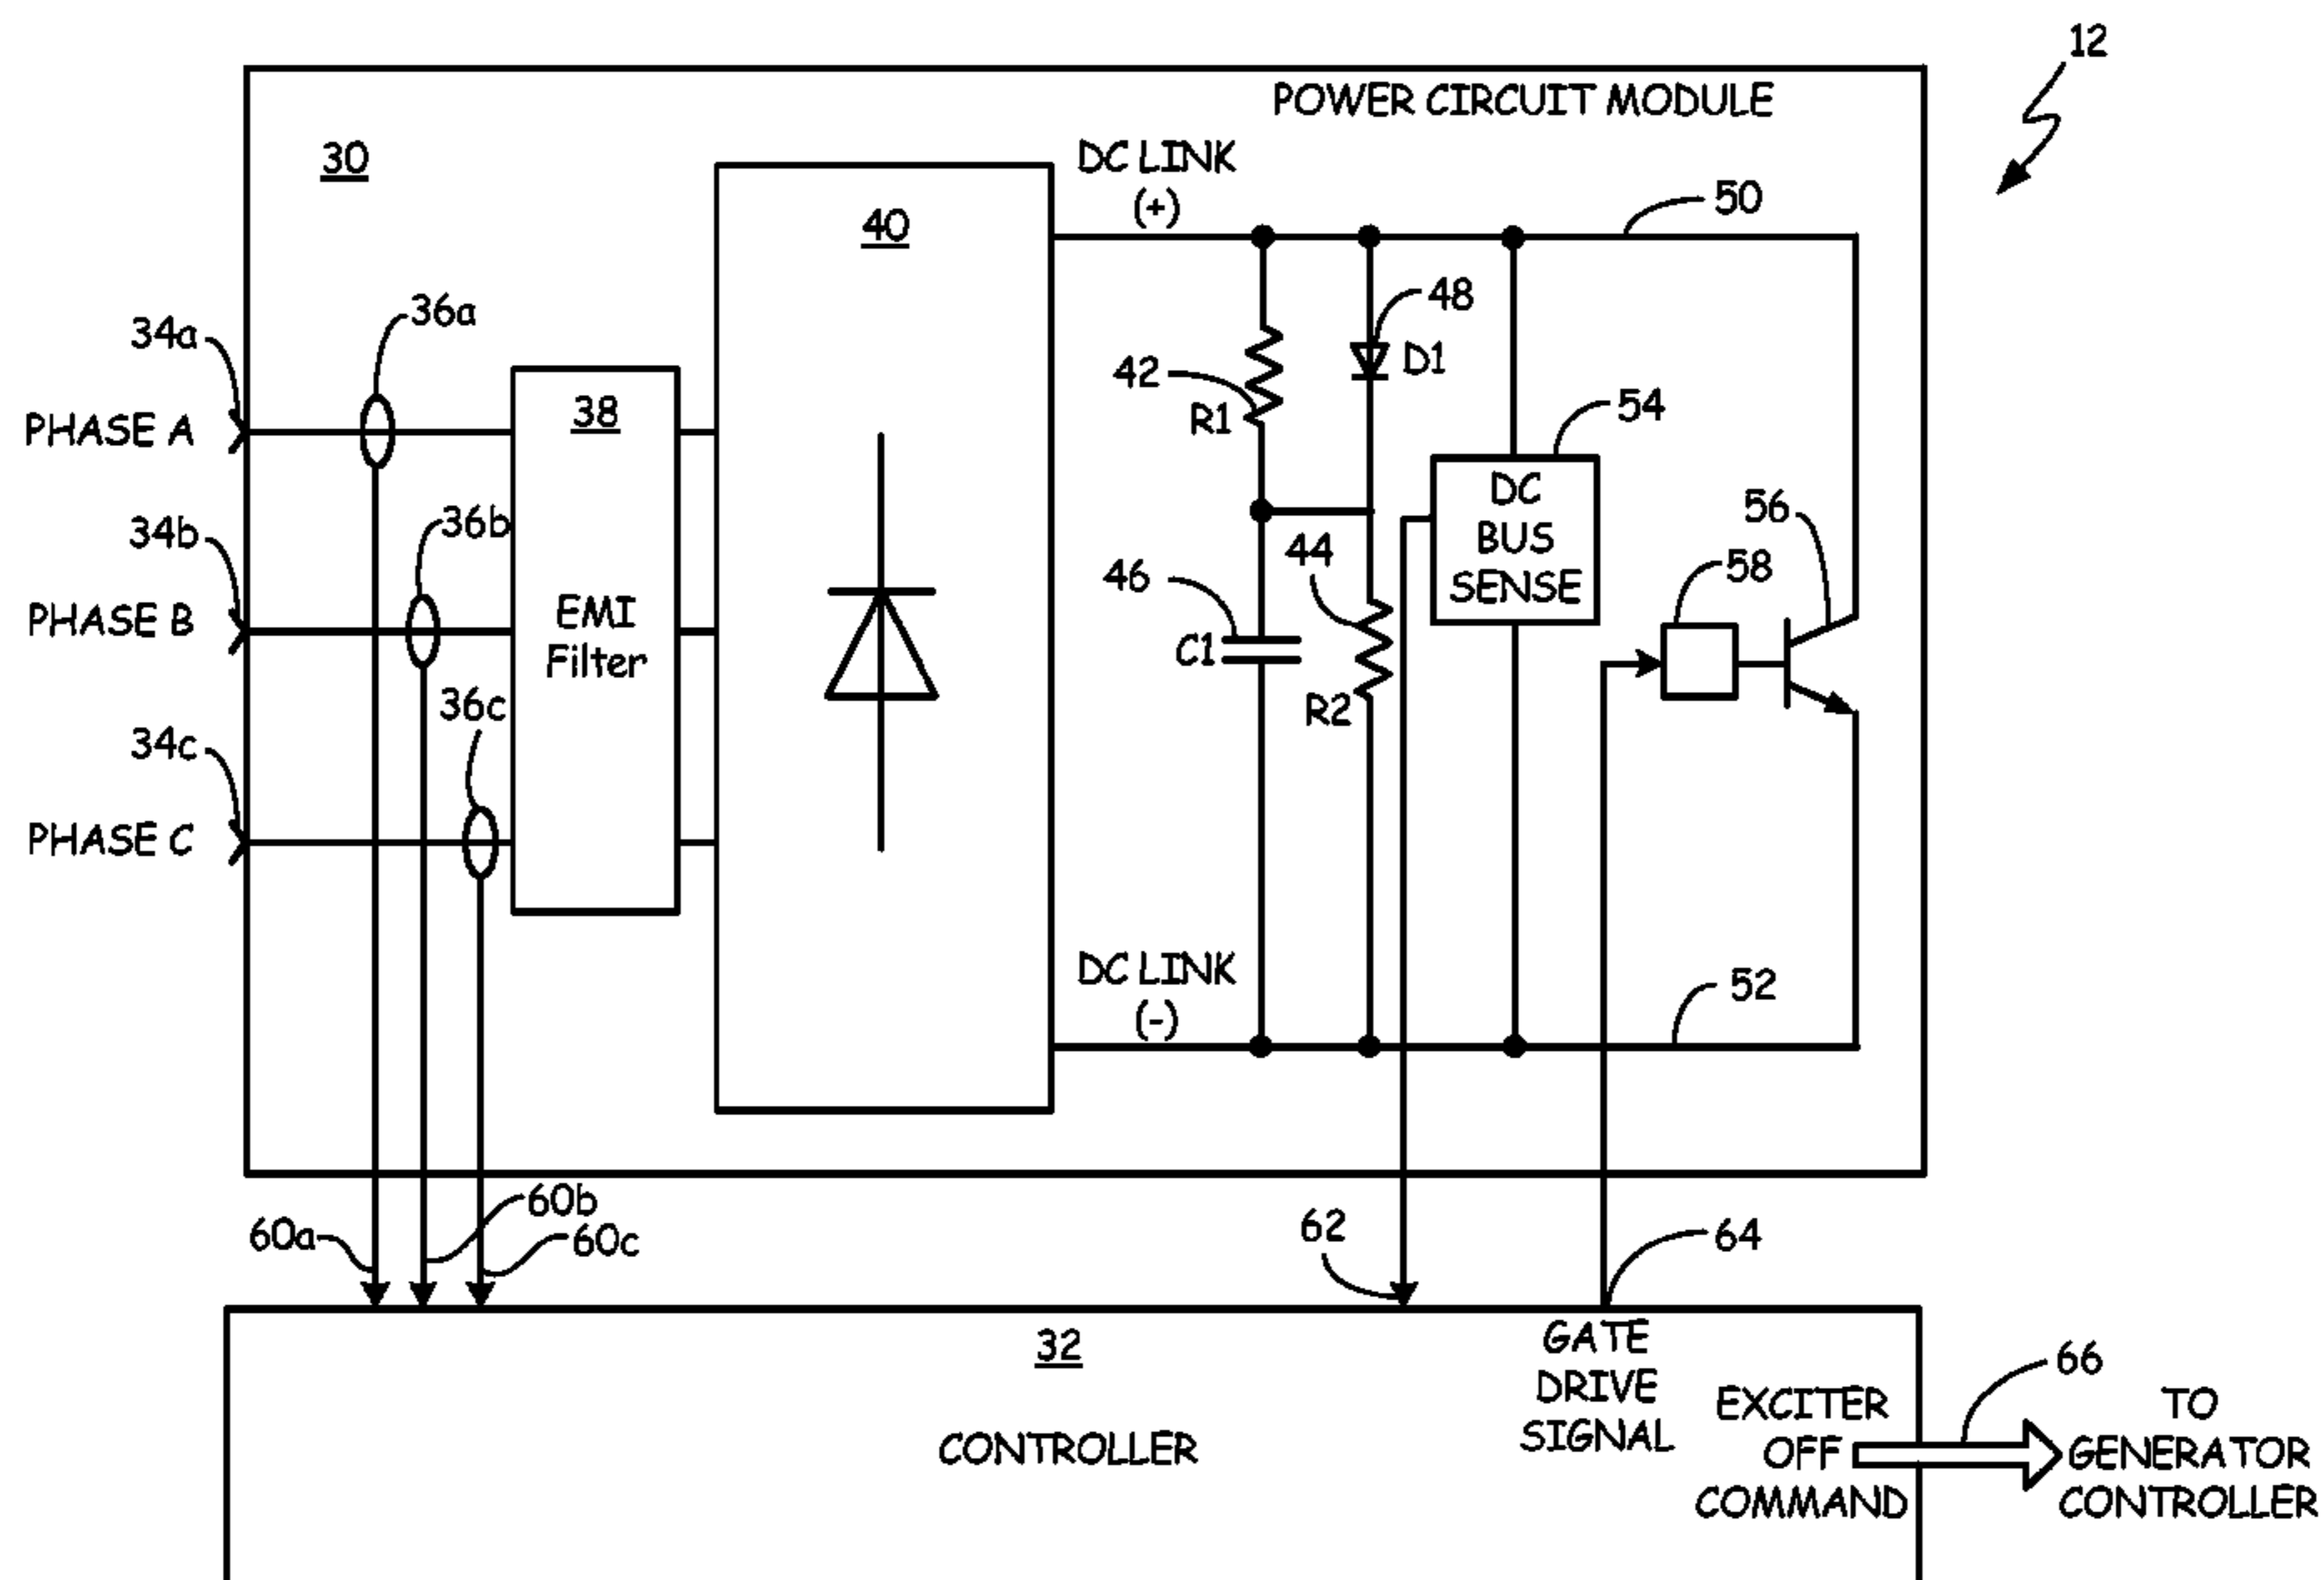 12
POWER CIRCUIT MODULE
30
DC LINK
(+)
50
40
36a
48
34a
D1
42
54
38
R1
PHASE A
DC
BUS
SENSE
36b
34b
56
44
58
46
EMI
Filter
PHASE B
C1
36c
R2
34c
PHASE C
DC LINK
(-)
52
60b
60a
60c
62
64
32
GATE
DRIVE
SIGNAL
CONTROLLER
EXCITER
OFF
COMMAND
66
TO
GENERATOR
CONTROLLER